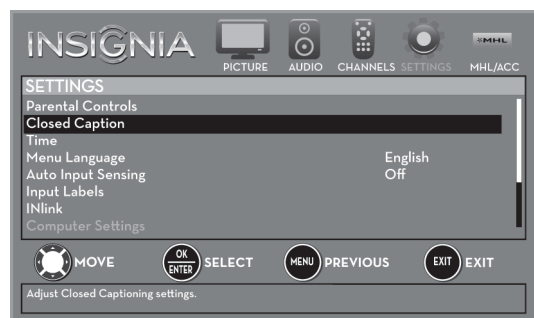 INSIGNIA
PICTURE AUDIO CHANNELS SETTINGS MHL/ACC
MHL
SETTINGS
Parental Controls
Closed Caption
Time
Menu Language English
Auto Input Sensing Off
Input Labels
INlink
Computer Settings
MOVE OK ENTER SELECT MENU PREVIOUS EXIT EXIT
Adjust Closed Captioning settings.